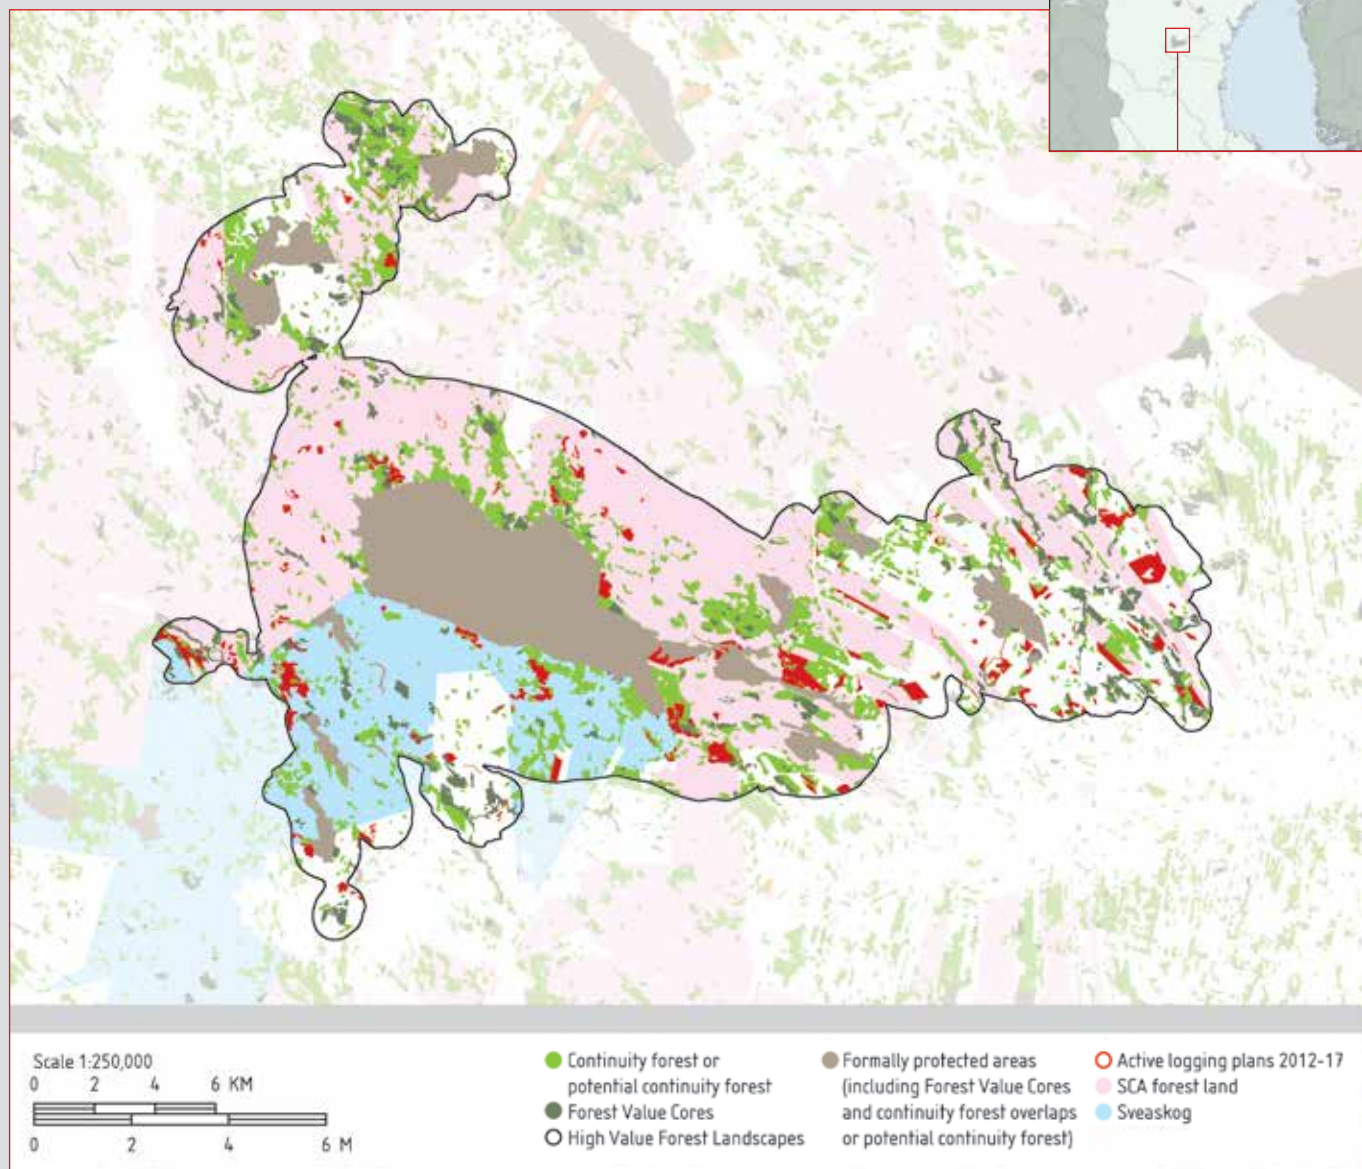 Scale 1:250,000
0 2 4 6 KM
0 2 4 6 M
Continuity forest or
potential continuity forest
Forest Value Cores
High Value Forest Landscapes
Formally protected areas
(including Forest Value Cores
and continuity forest overlaps
or potential continuity forest)
Active logging plans 2012-17
SCA forest land
Sveaskog